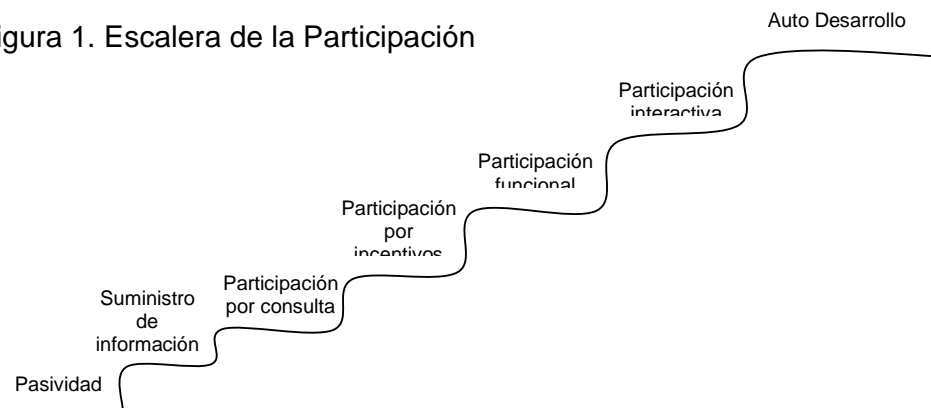 igura 1. Escalera de la Participación
Auto Desarrollo
Participación
interactiva
Participación
funcional
Participación
por
incentivos
Participación
por consulta
Suministro
de
información
Pasividad